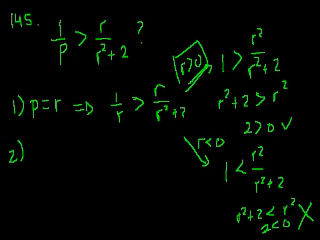 145.
1/p > r/(r²+2) ?
1) p=r ⇒ 1/r > r/(r²+2)
r>0
1 > r²/(r²+2)
r²+2 > r²
2>0 ✓
r<0
1 < r²/(r²+2)
r²+2 < r²
2<0 X
2)